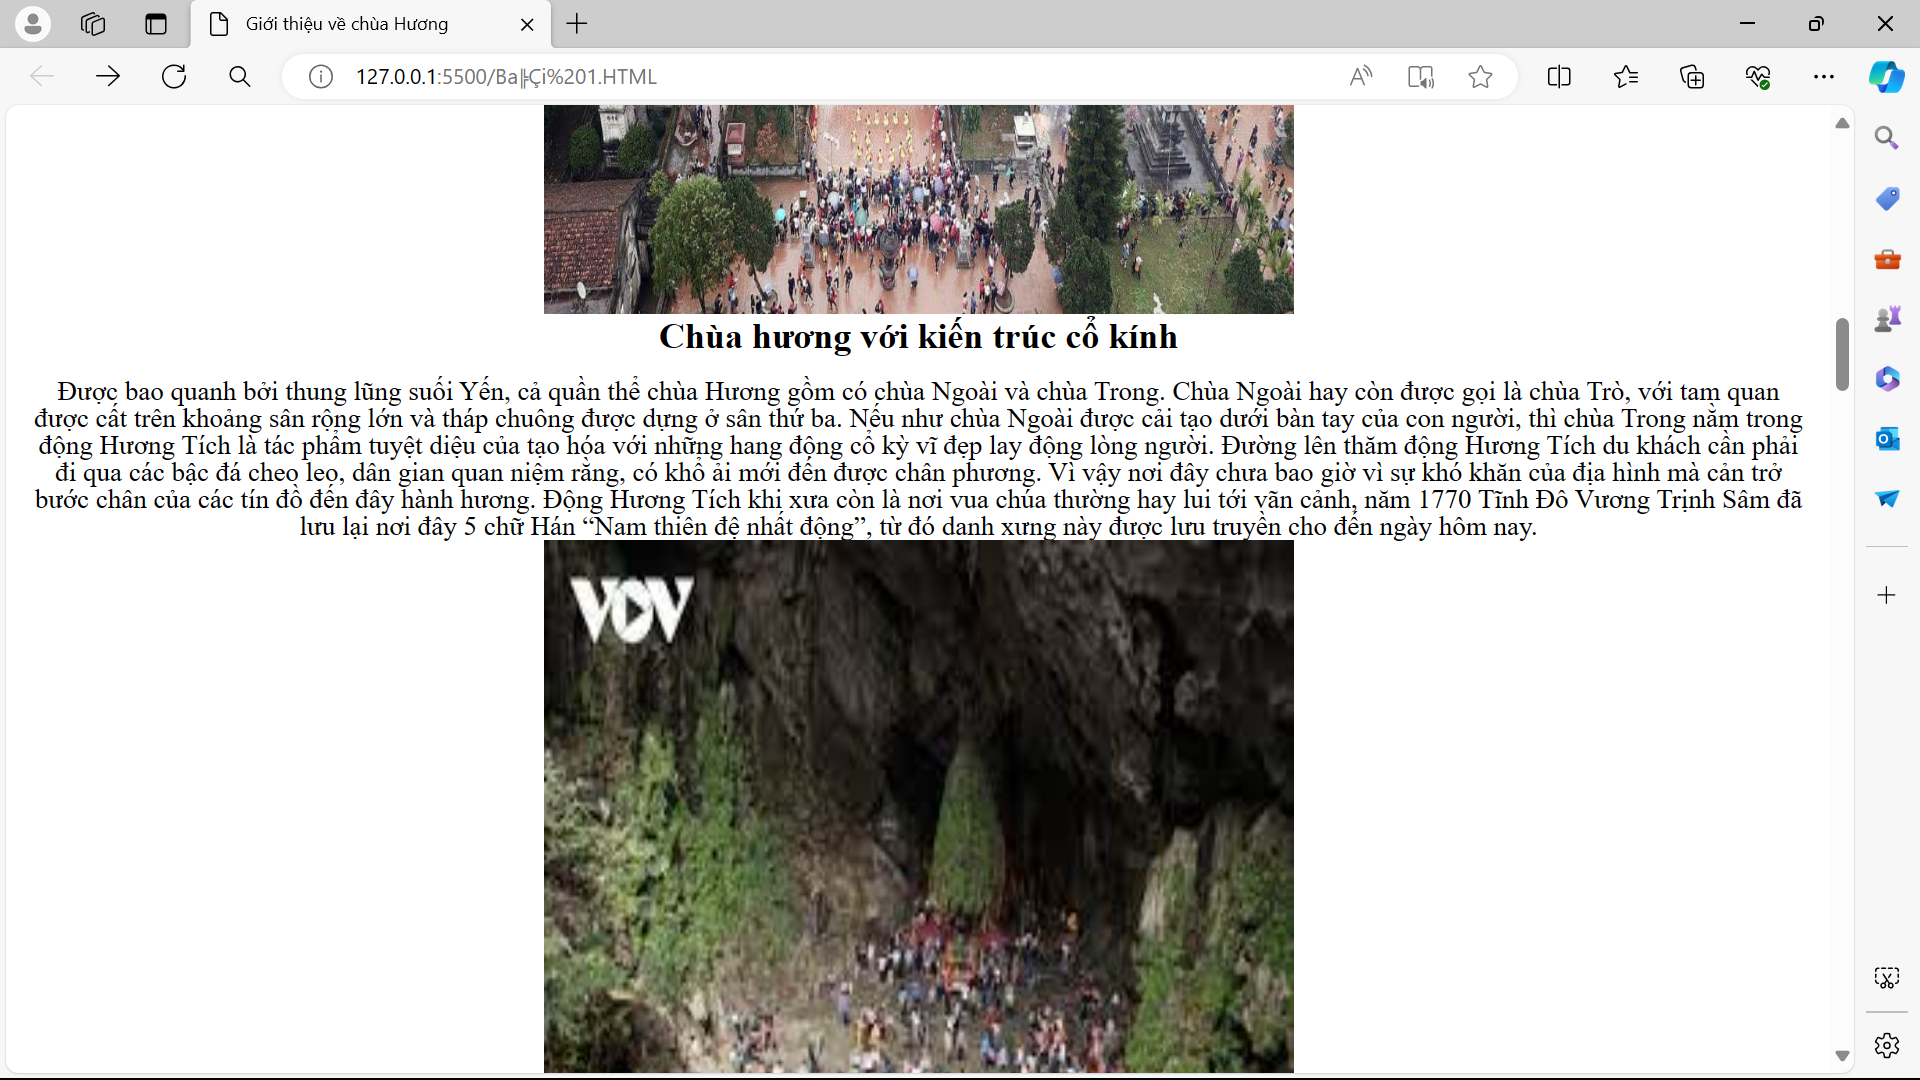 Giới thiệu về chùa Hương
127.0.0.1:5500/Ba╠Çi%201.HTML
Chùa hương với kiến trúc cổ kính
Được bao quanh bởi thung lũng suối Yến, cả quần thể chùa Hương gồm có chùa Ngoài và chùa Trong. Chùa Ngoài hay còn được gọi là chùa Trò, với tam quan
được cất trên khoảng sân rộng lớn và tháp chuông được dựng ở sân thứ ba. Nếu như chùa Ngoài được cải tạo dưới bàn tay của con người, thì chùa Trong nằm trong
động Hương Tích là tác phẩm tuyệt diệu của tạo hóa với những hang động cổ kỳ vĩ đẹp lay động lòng người. Đường lên thăm động Hương Tích du khách cần phải
đi qua các bậc đá cheo leo, dân gian quan niệm rằng, có khổ ải mới đến được chân phương. Vì vậy nơi đây chưa bao giờ vì sự khó khăn của địa hình mà cản trở
bước chân của các tín đồ đến đây hành hương. Động Hương Tích khi xưa còn là nơi vua chúa thường hay lui tới vãn cảnh, năm 1770 Tĩnh Đô Vương Trịnh Sâm đã
lưu lại nơi đây 5 chữ Hán “Nam thiên đệ nhất động”, từ đó danh xưng này được lưu truyền cho đến ngày hôm nay.
VOV